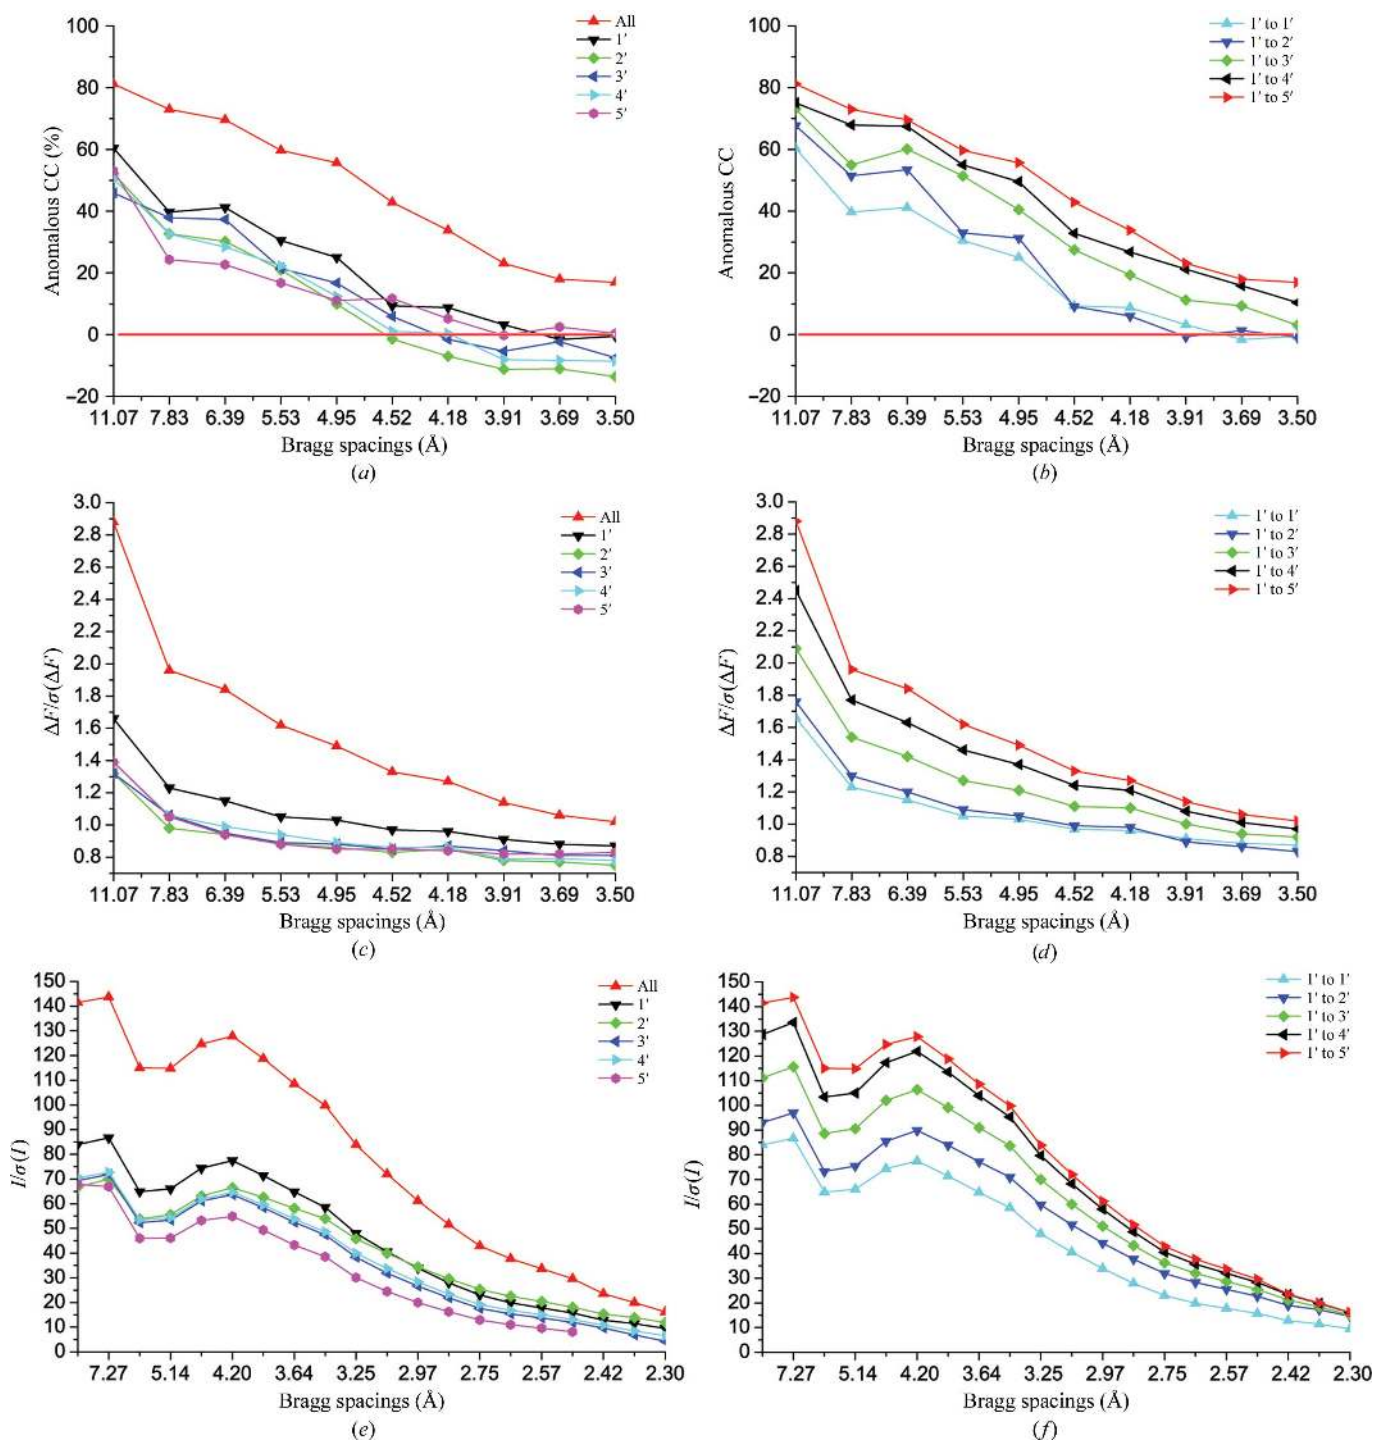 Anomalous CC (%)
100
80
60
40
20
0
−20
11.07 7.83 6.39 5.53 4.95 4.52 4.18 3.91 3.69 3.50
Bragg spacings (Å)
(a)
All
1′
2′
3′
4′
5′
Anomalous CC
100
80
60
40
20
0
−20
11.07 7.83 6.39 5.53 4.95 4.52 4.18 3.91 3.69 3.50
Bragg spacings (Å)
(b)
1′ to 1′
1′ to 2′
1′ to 3′
1′ to 4′
1′ to 5′
ΔF/σ(ΔF)
3.0
2.8
2.6
2.4
2.2
2.0
1.8
1.6
1.4
1.2
1.0
0.8
11.07 7.83 6.39 5.53 4.95 4.52 4.18 3.91 3.69 3.50
Bragg spacings (Å)
(c)
All
1′
2′
3′
4′
5′
ΔF/σ(ΔF)
3.0
2.8
2.6
2.4
2.2
2.0
1.8
1.6
1.4
1.2
1.0
0.8
11.07 7.83 6.39 5.53 4.95 4.52 4.18 3.91 3.69 3.50
Bragg spacings (Å)
(d)
1′ to 1′
1′ to 2′
1′ to 3′
1′ to 4′
1′ to 5′
I/σ(I)
150
140
130
120
110
100
90
80
70
60
50
40
30
20
10
0
7.27 5.14 4.20 3.64 3.25 2.97 2.75 2.57 2.42 2.30
Bragg spacings (Å)
(e)
All
1′
2′
3′
4′
5′
I/σ(I)
150
140
130
120
110
100
90
80
70
60
50
40
30
20
10
0
7.27 5.14 4.20 3.64 3.25 2.97 2.75 2.57 2.42 2.30
Bragg spacings (Å)
(f)
1′ to 1′
1′ to 2′
1′ to 3′
1′ to 4′
1′ to 5′